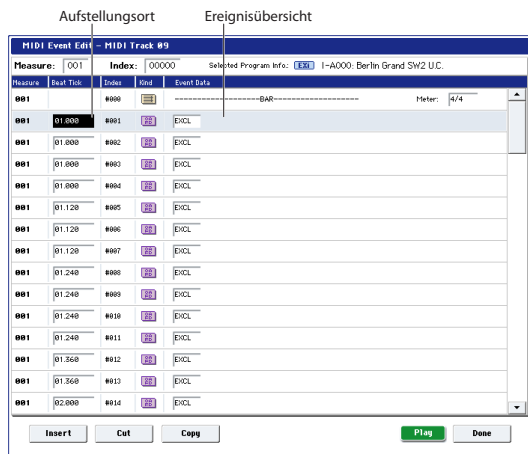 Aufstellungsort Ereignisübersicht
MIDI Event Edit - MIDI Track 09
Measure: 001 Index: 00000 Selected Program Info.: EXi I-A000: Berlin Grand SW2 U.C.
Measure Beat Tick Index Kind Event Data
001 #000 --------------------BAR-------------------- Meter: 4/4
001 01.000 #001 EXCL
001 01.000 #002 EXCL
001 01.000 #003 EXCL
001 01.000 #004 EXCL
001 01.120 #005 EXCL
001 01.120 #006 EXCL
001 01.120 #007 EXCL
001 01.240 #008 EXCL
001 01.240 #009 EXCL
001 01.240 #010 EXCL
001 01.240 #011 EXCL
001 01.360 #012 EXCL
001 01.360 #013 EXCL
001 02.000 #014 EXCL
Insert Cut Copy Play Done